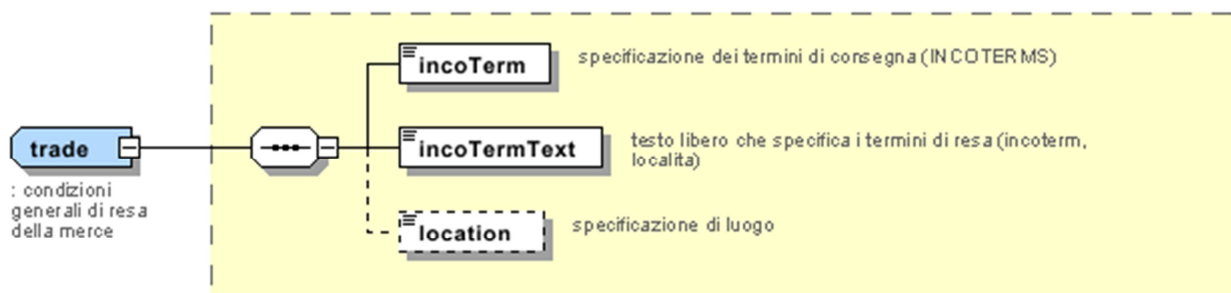 incoTerm
specificazione dei termini di consegna (INCOTERMS)
trade
incoTermText
testo libero che specifica i termini di resa (incoterm,
localita)
: condizioni
generali di resa
della merce
location
specificazione di luogo